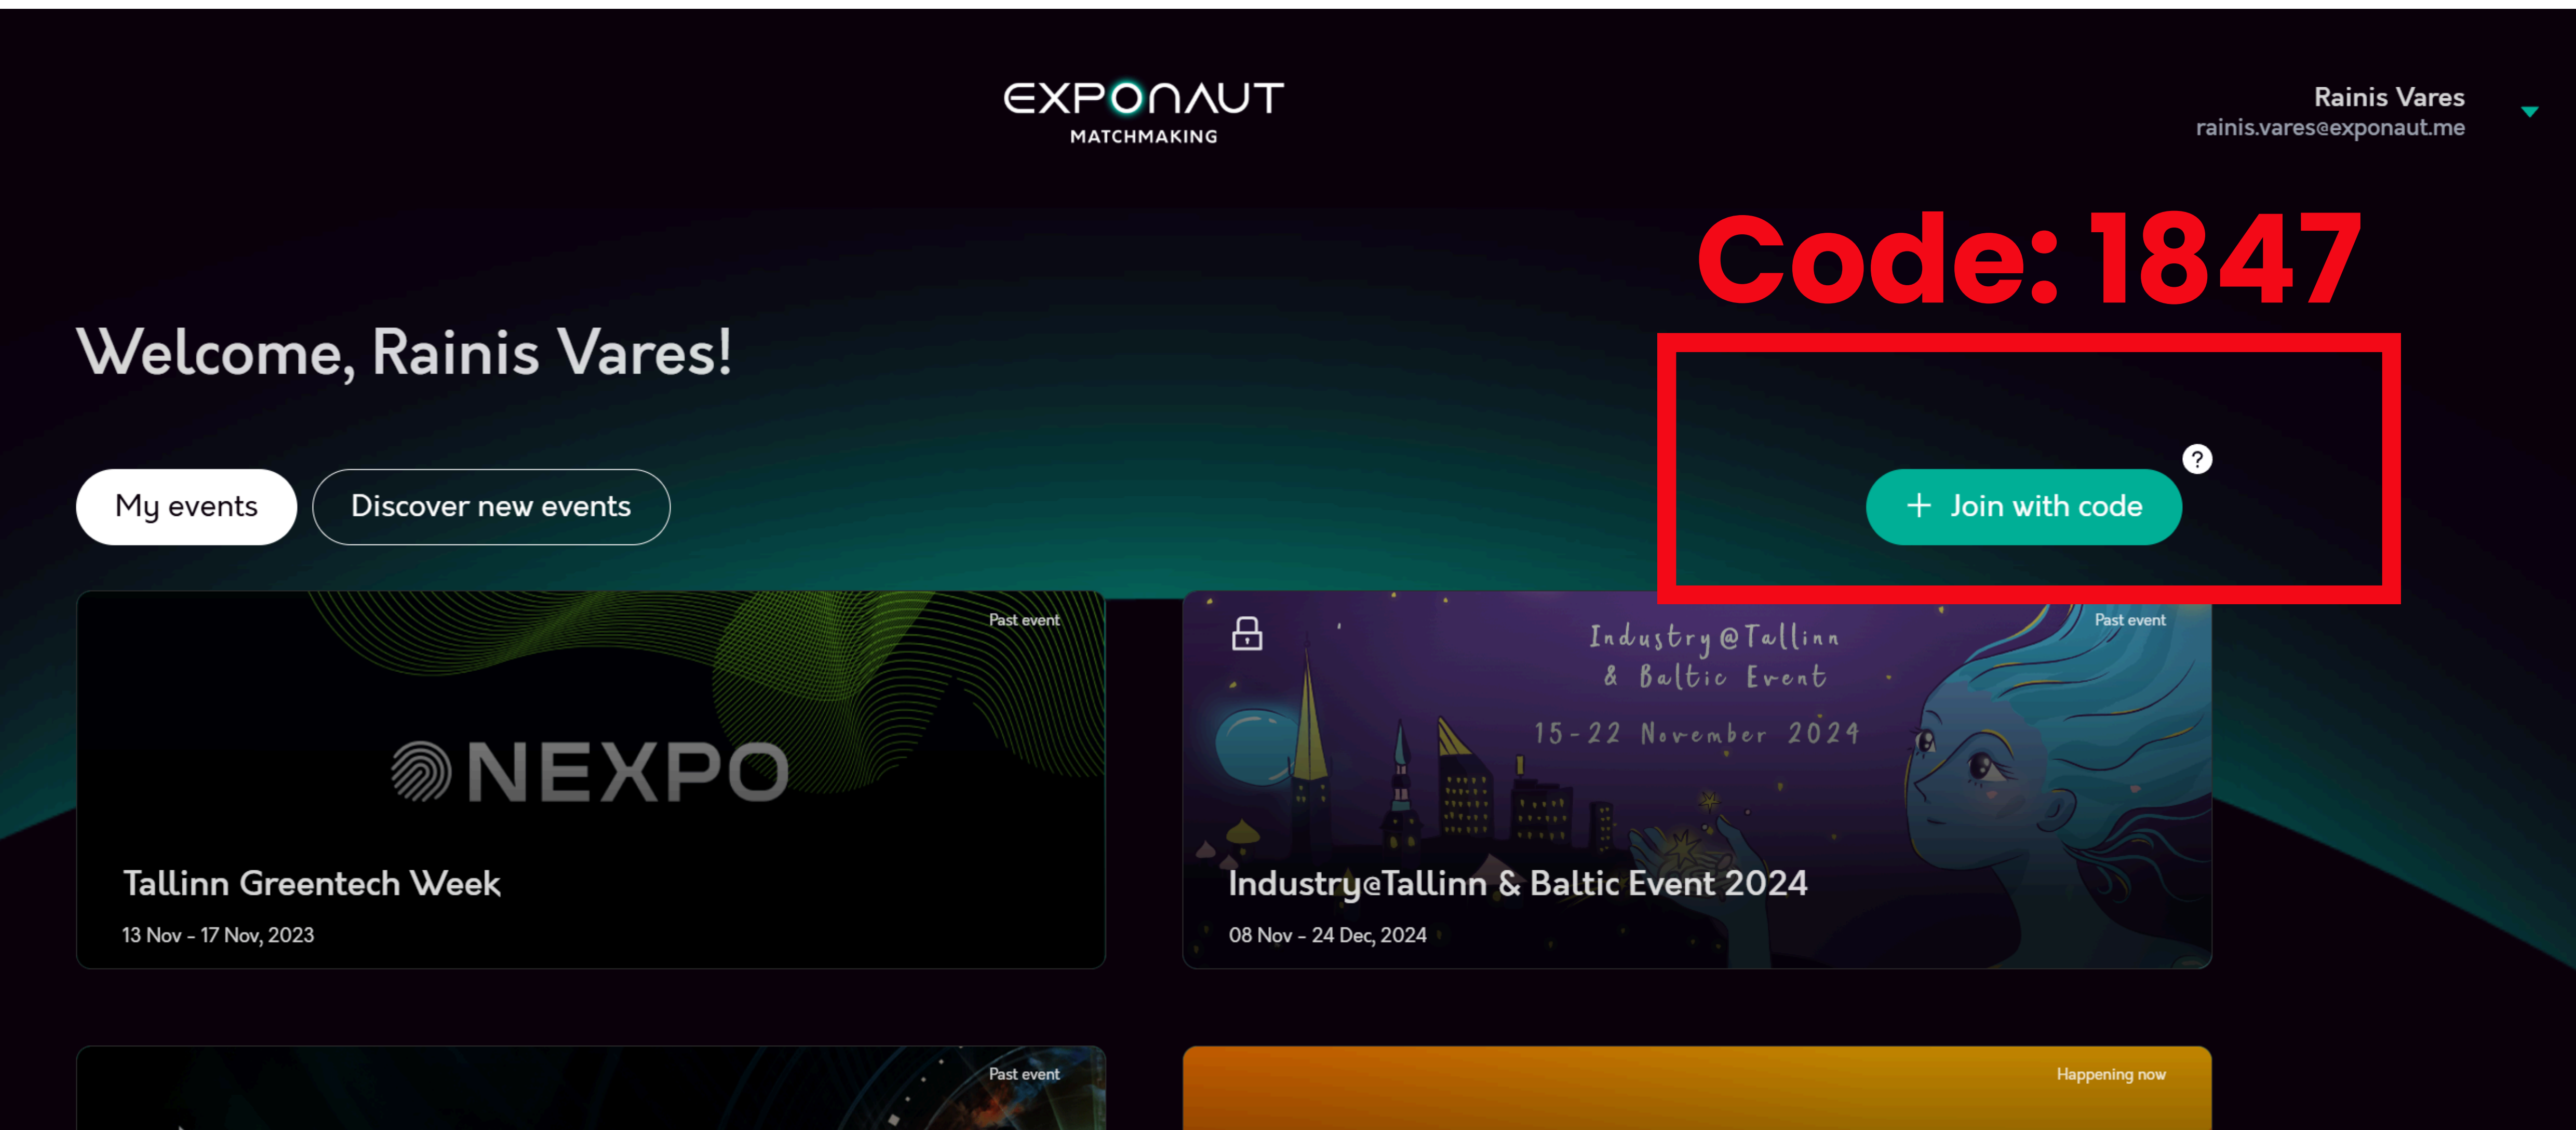 EXPONAUT
MATCHMAKING
Rainis Vares
rainis.vares@exponaut.me
Code: 1847
Welcome, Rainis Vares!
My events
Discover new events
?
+ Join with code
Past event
NEXPO
Tallinn Greentech Week
13 Nov - 17 Nov, 2023
Past event
Industry@Tallinn
& Baltic Event
15-22 November 2024
Industry@Tallinn & Baltic Event 2024
08 Nov - 24 Dec, 2024
Past event
Happening now